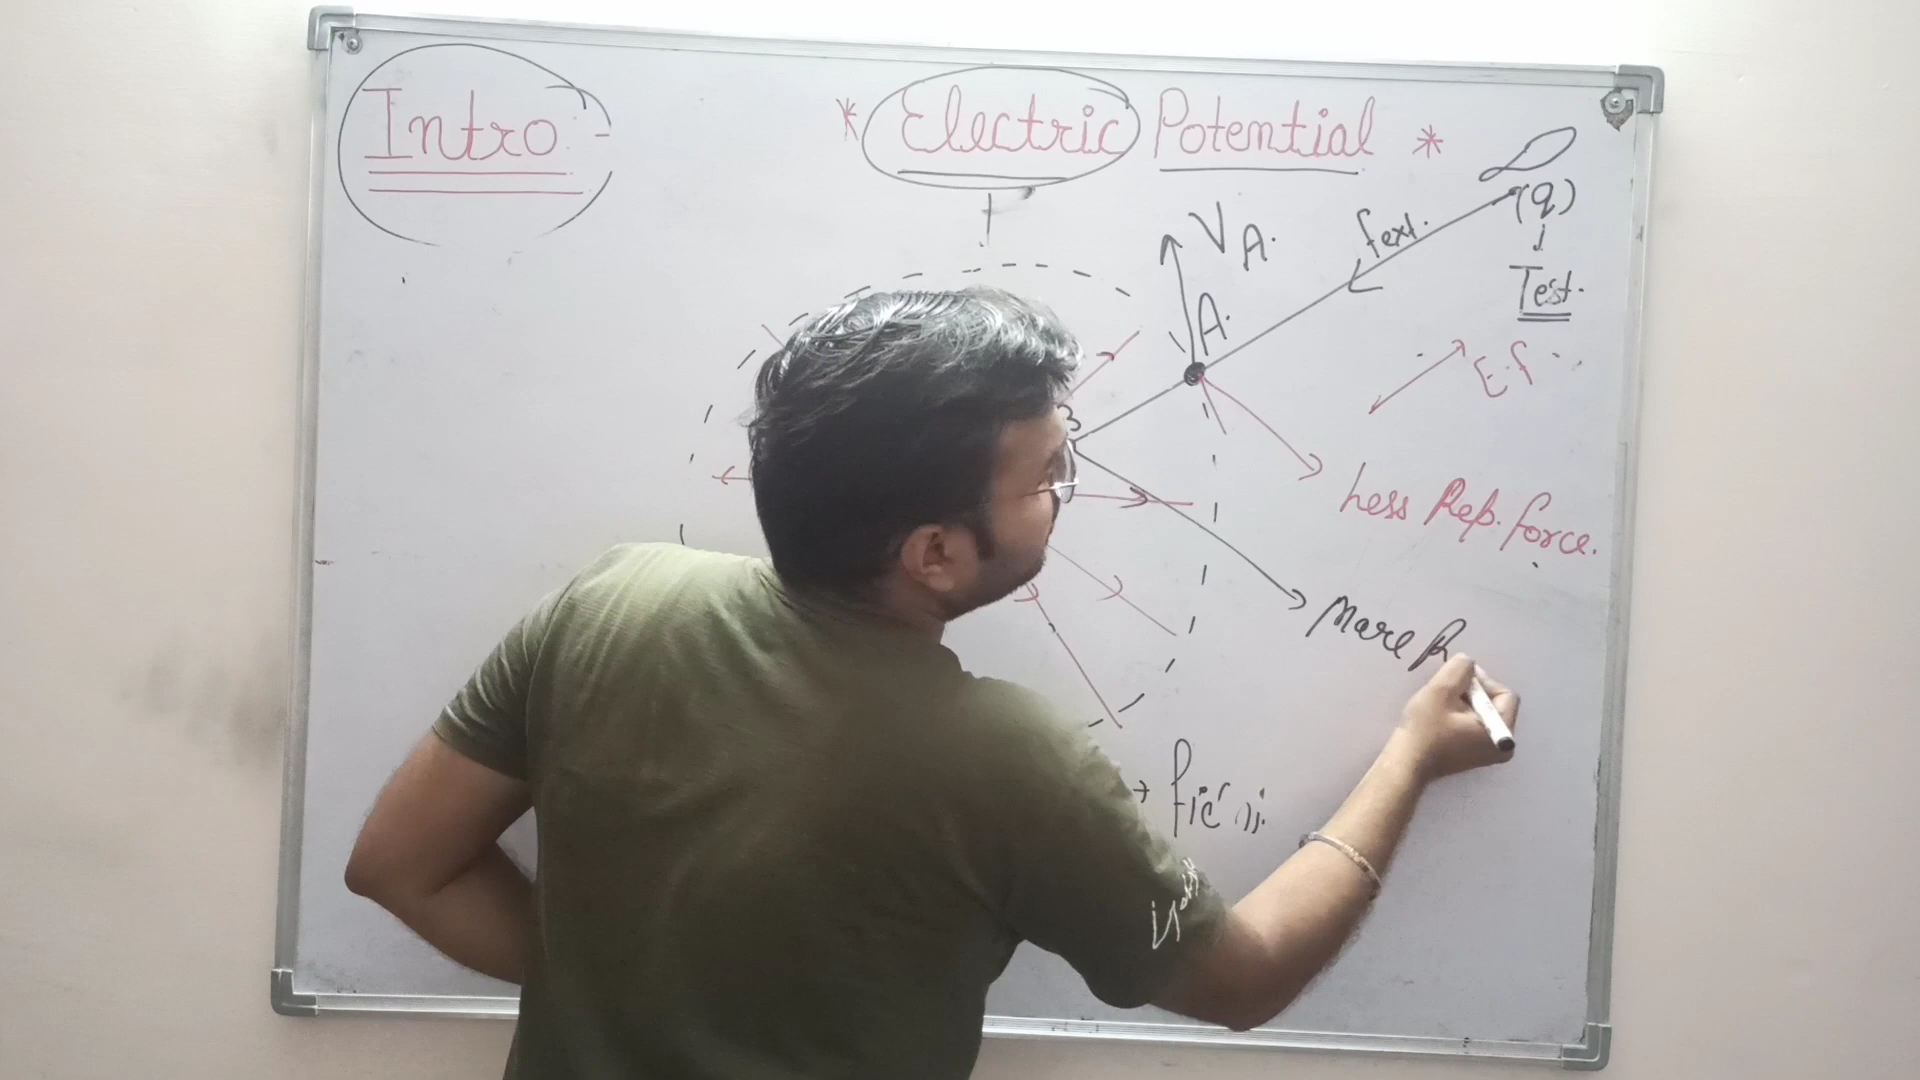 Intro :-
* Electric Potential *
(q)
Test.
fext.
VA.
A.
E.f
Less Rep. force.
More R